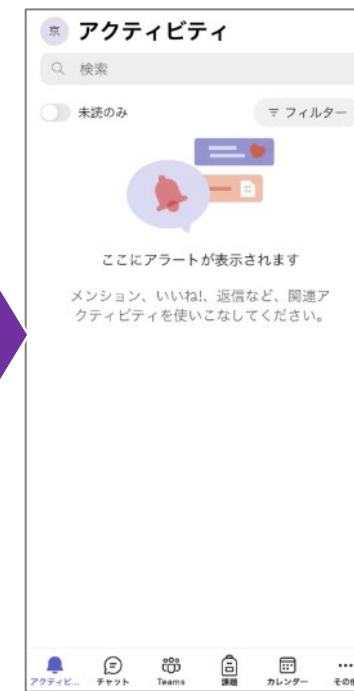 京 アクティビティ
検索
未読のみ フィルター
ここにアラートが表示されます
メンション、いいね!、返信など、関連ア
クティビティを使いこなしてください。
アクティビ... チャット Teams 課題 カレンダー その他